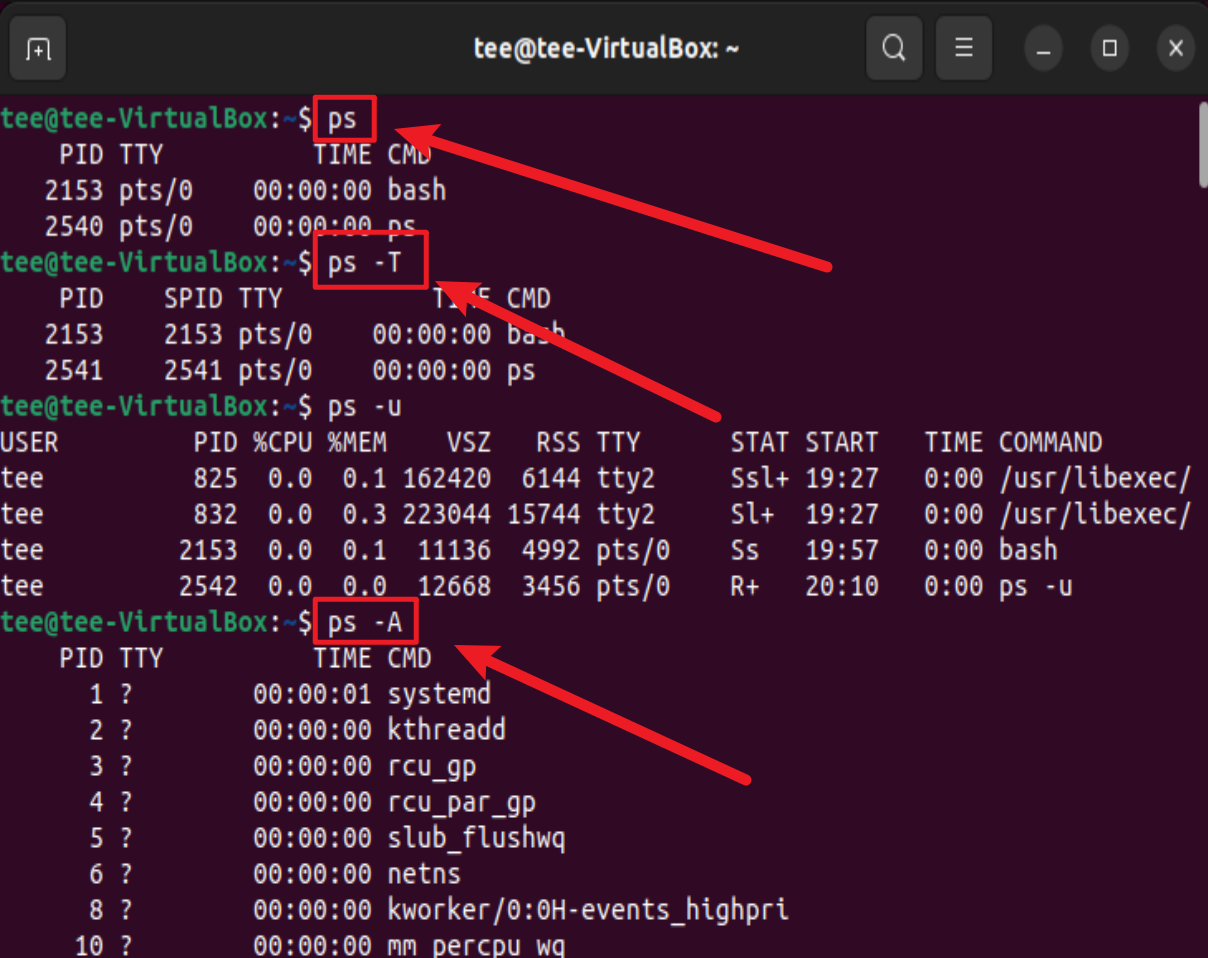 tee@tee-VirtualBox: ~
tee@tee-VirtualBox:~$ ps
PID TTY TIME CMD
2153 pts/0 00:00:00 bash
2540 pts/0 00:00:00 ps
tee@tee-VirtualBox:~$ ps -T
PID SPID TTY TIME CMD
2153 2153 pts/0 00:00:00 bash
2541 2541 pts/0 00:00:00 ps
tee@tee-VirtualBox:~$ ps -u
USER PID %CPU %MEM VSZ RSS TTY STAT START TIME COMMAND
tee 825 0.0 0.1 162420 6144 tty2 Ssl+ 19:27 0:00 /usr/libexec/
tee 832 0.0 0.3 223044 15744 tty2 Sl+ 19:27 0:00 /usr/libexec/
tee 2153 0.0 0.1 11136 4992 pts/0 Ss 19:57 0:00 bash
tee 2542 0.0 0.0 12668 3456 pts/0 R+ 20:10 0:00 ps -u
tee@tee-VirtualBox:~$ ps -A
PID TTY TIME CMD
1 ? 00:00:01 systemd
2 ? 00:00:00 kthreadd
3 ? 00:00:00 rcu_gp
4 ? 00:00:00 rcu_par_gp
5 ? 00:00:00 slub_flushwq
6 ? 00:00:00 netns
8 ? 00:00:00 kworker/0:0H-events_highpri
10 ? 00:00:00 mm_percpu_wq